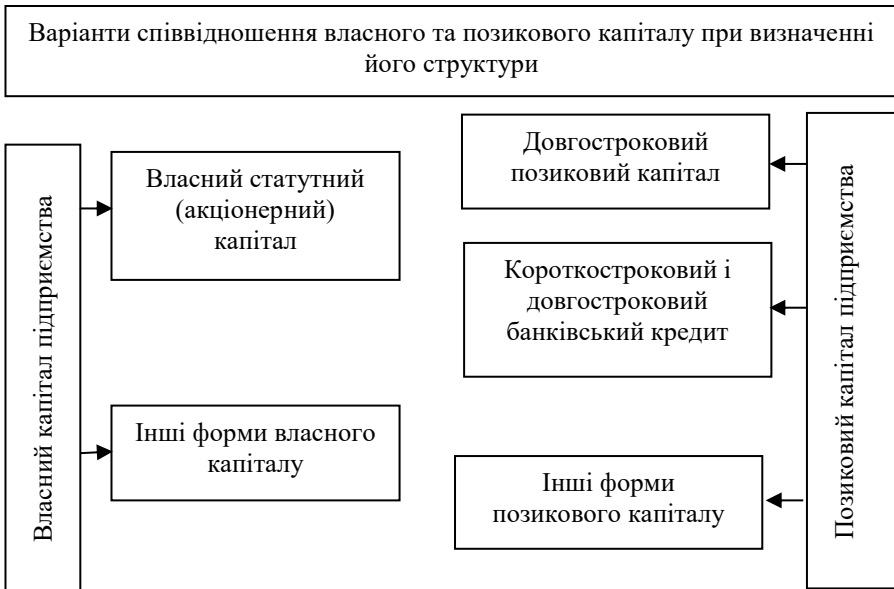 Варіанти співвідношення власного та позикового капіталу при визначенні
його структури
Власний капітал підприємства
Власний статутний
(акціонерний)
капітал
Інші форми власного
капіталу
Довгостроковий
позиковий капітал
Короткостроковий і
довгостроковий
банківський кредит
Інші форми
позикового капіталу
Позиковий капітал підприємства